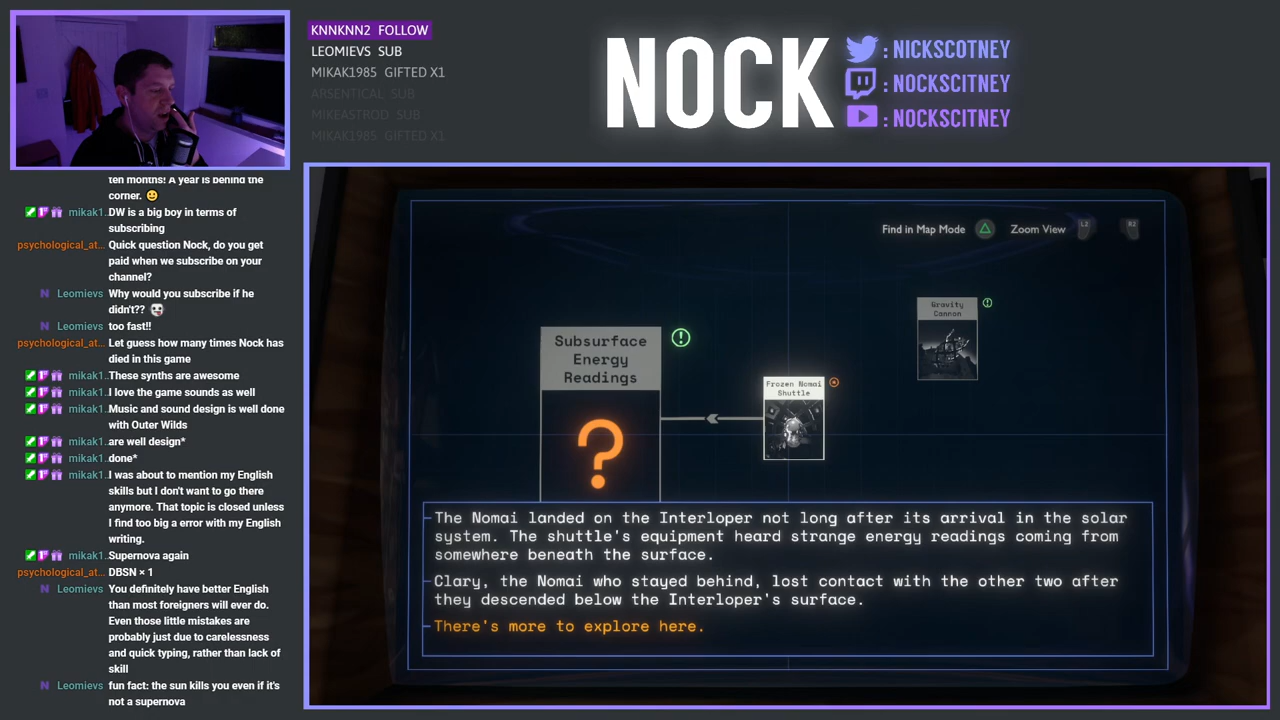 KNNKNN2 FOLLOW
LEOMIEVS SUB
MIKAK1985 GIFTED X1
ARSENTICAL SUB
MIKEASTROD SUB
MIKAK1985 GIFTED X1
NOCK
: NICKSCOTNEY
: NOCKSCITNEY
: NOCKSCITNEY
ten months! A year is behind the
corner. 😀
mikak1.. DW is a big boy in terms of
subscribing
psychological_at... Quick question Nock, do you get
paid when we subscribe on your
channel?
N Leomievs Why would you subscribe if he
didn't??
N Leomievs too fast!!
psychological_at... Let guess how many times Nock has
died in this game
mikak1.. These synths are awesome
mikak1.. I love the game sounds as well
mikak1.. Music and sound design is well done
with Outer Wilds
mikak1.. are well design*
mikak1.. done*
mikak1.. I was about to mention my English
skills but I don't want to go there
anymore. That topic is closed unless
I find too big a error with my English
writing.
mikak1.. Supernova again
psychological_at... DBSN × 1
N Leomievs You definitely have better English
than most foreigners will ever do.
Even those little mistakes are
probably just due to carelessness
and quick typing, rather than lack of
skill
N Leomievs fun fact: the sun kills you even if it's
not a supernova
Find in Map Mode Zoom View L2 R2
Gravity
Cannon
Subsurface
Energy
Readings
?
Frozen Nomai
Shuttle
The Nomai landed on the Interloper not long after its arrival in the solar
system. The shuttle's equipment heard strange energy readings coming from
somewhere beneath the surface.
Clary, the Nomai who stayed behind, lost contact with the other two after
they descended below the Interloper's surface.
There's more to explore here.